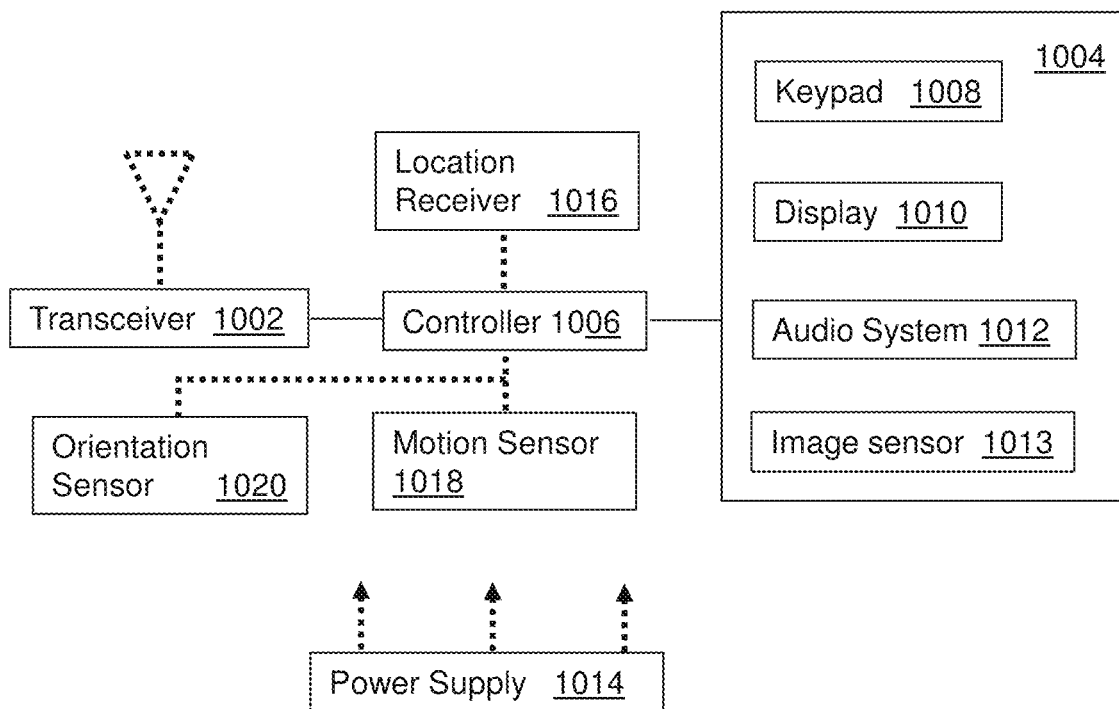 1004
Keypad 1008
Location
Receiver 1016
Display 1010
Transceiver 1002
Controller 1006
Audio System 1012
Orientation
Sensor 1020
Motion Sensor
1018
Image sensor 1013
Power Supply 1014